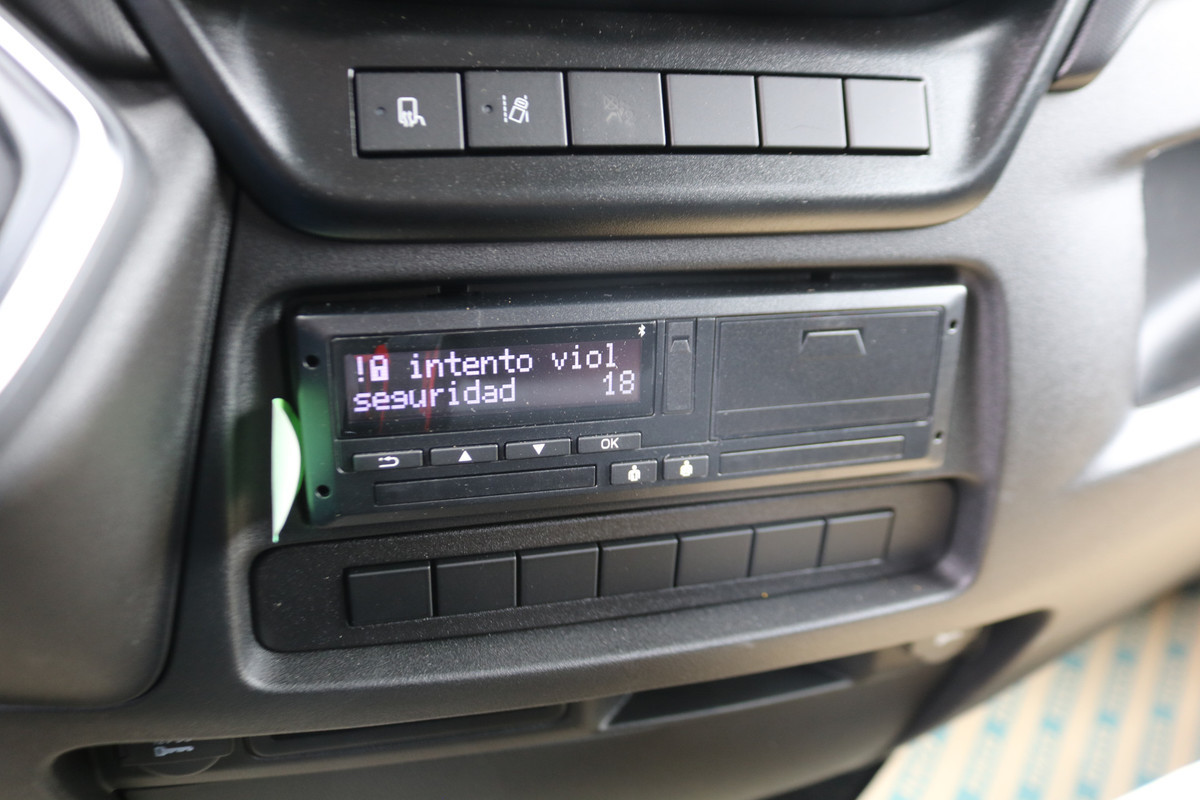 ! intento viol
seguridad 18
OK